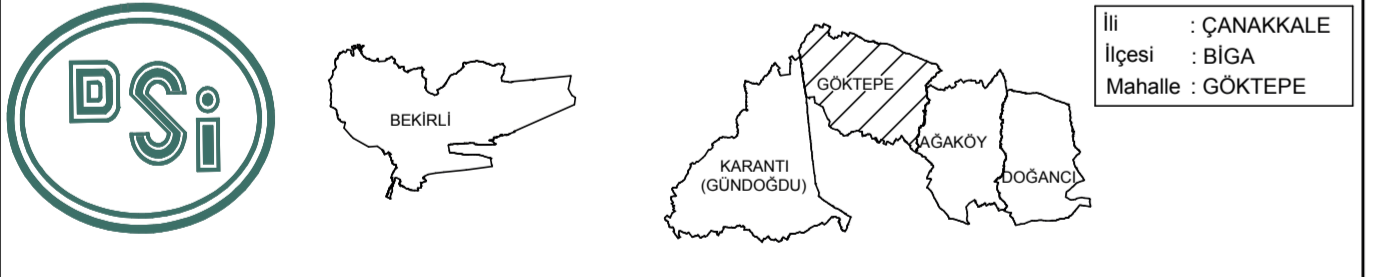 DSİ
BEKİRLİ
GÖKTEPE
KARANTI
(GÜNDOĞDU)
AĞAKÖY
DOĞANCI
İli : ÇANAKKALE
İlçesi : BİGA
Mahalle : GÖKTEPE